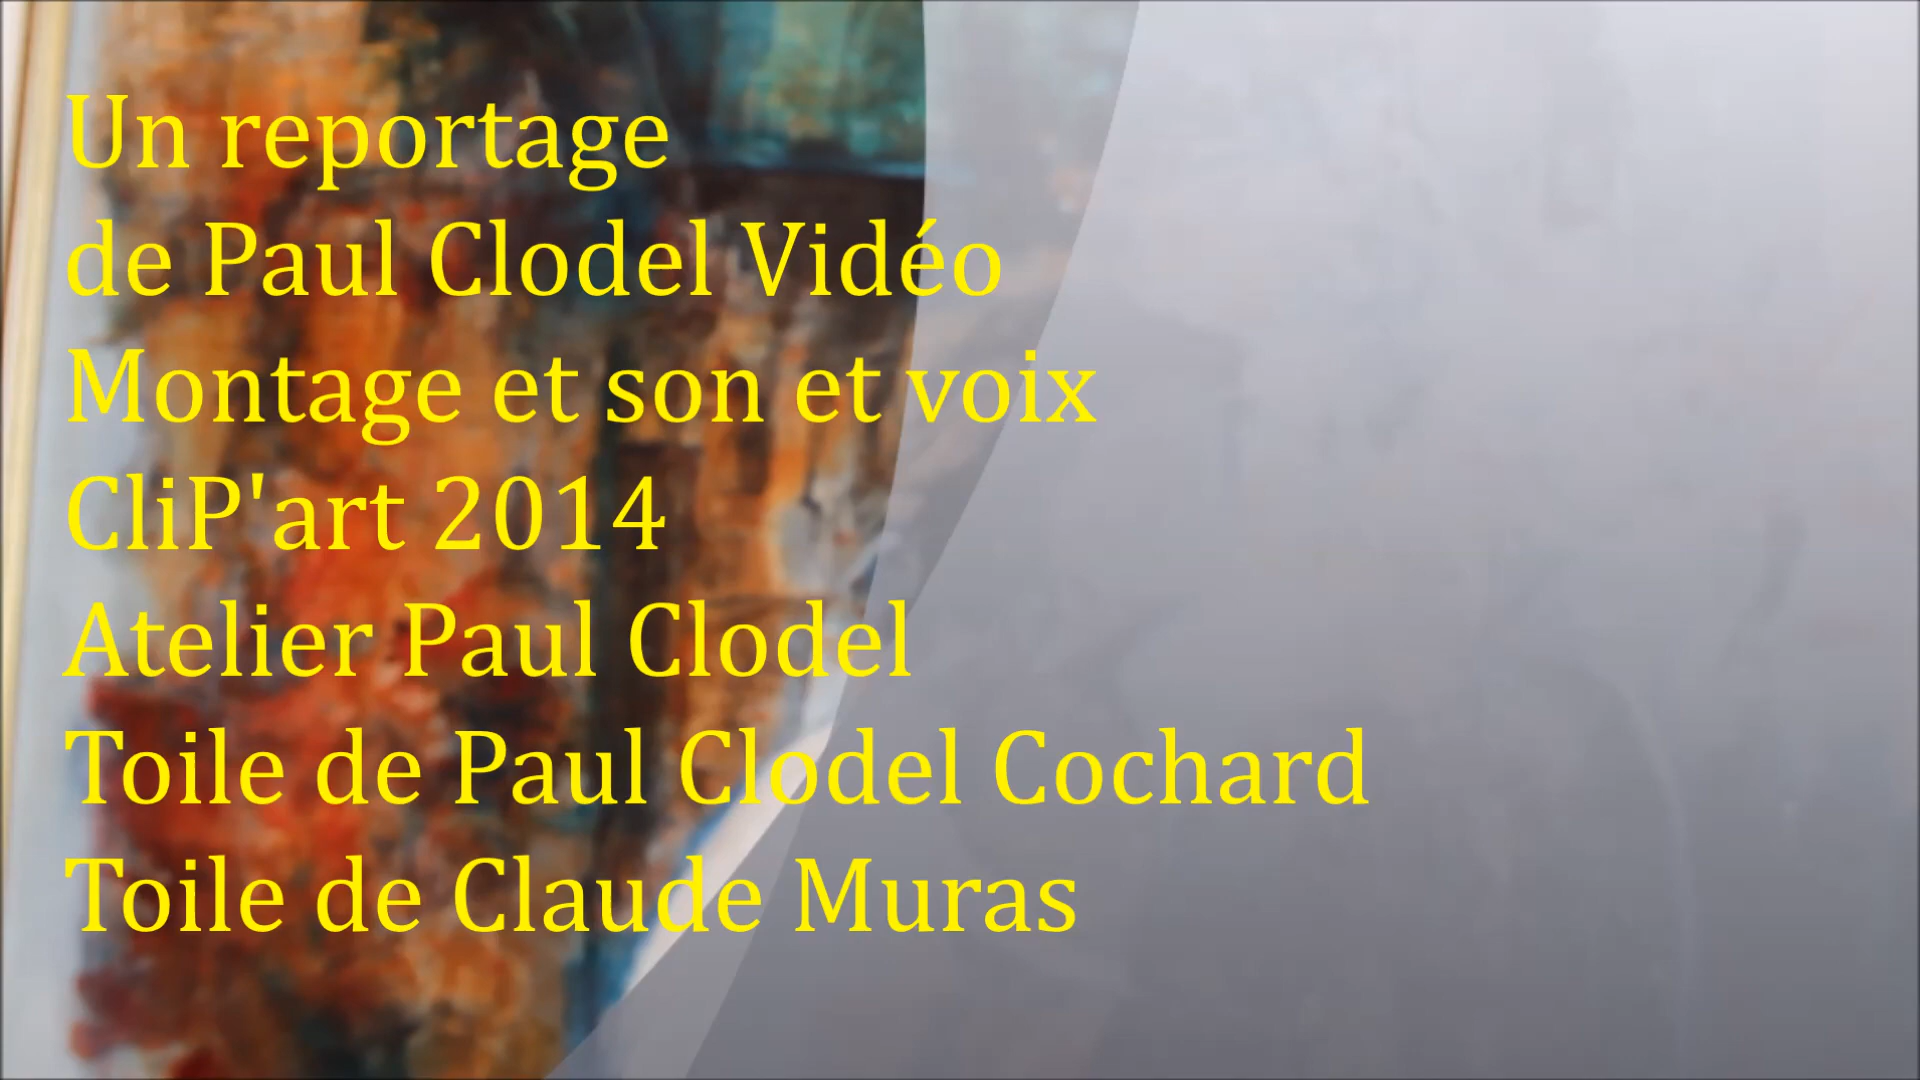 Un reportage
de Paul Clodel Vidéo
Montage et son et voix
CliP'art 2014
Atelier Paul Clodel
Toile de Paul Clodel Cochard
Toile de Claude Muras